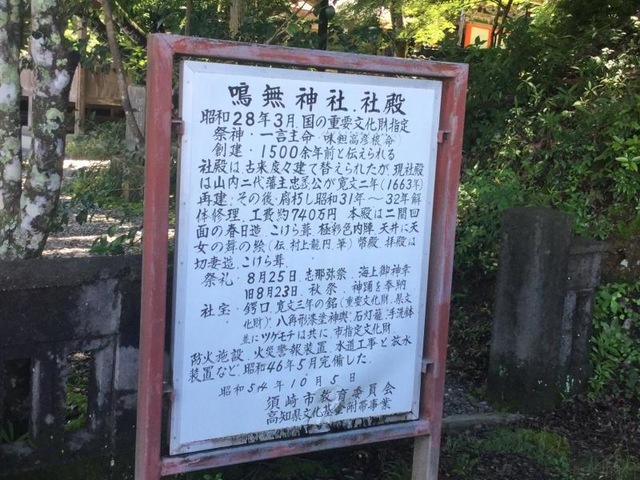 鳴無神社.社殿
昭和28年3月 国の重要文化財指定
祭神・一言主命(味鉏高彦根命)
創建・1500余年前と伝えられる
社殿は.古来度々建て替えられたが.現社殿
は山内二代藩主忠義公が寛文二年(1663年)
再建.その後.腐朽し昭和31年〜32年解
体修理.工費約740万円 本殿は二間四
面の春日造.こけら葺 極彩色内陣.天井に天
女の舞の絵(伝 村上龍円.筆)幣殿.拝殿は
切妻造.こけら葺.
祭礼.8月25日.志那弥祭.海上御神幸
旧8月23日.秋祭.神踊を奉納
社宝.鰐口.寛文三年の銘(重要文化財.県文
化財)八角形漆塗神輿.石灯籠.手洗鉢
並にツゲモチは共に.市指定文化財
防火施設.火災警報装置.水道工事と放水
装置など.昭和46年5月完備した.
昭和54年10月5日
須崎市教育委員会
高知県文化基金附帯事業